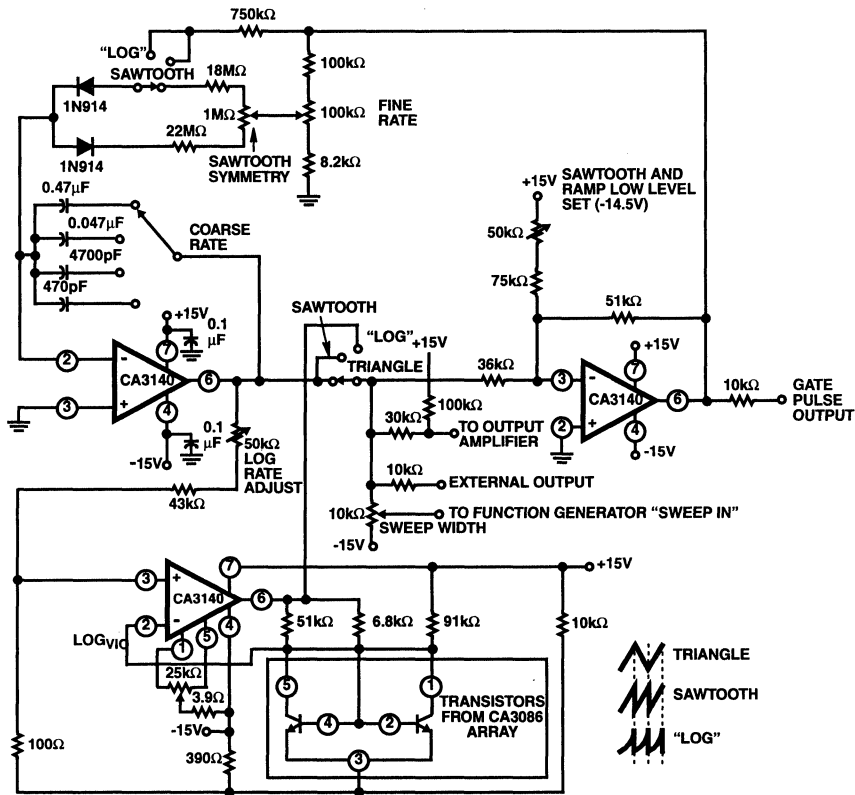 750kΩ
"LOG"
SAWTOOTH
18MΩ
100kΩ
1N914
1MΩ
100kΩ
FINE
RATE
22MΩ
1N914
SAWTOOTH
SYMMETRY
8.2kΩ
0.47µF
0.047µF
4700pF
470pF
COARSE
RATE
SAWTOOTH AND
RAMP LOW LEVEL
SET (-14.5V)
+15V
50kΩ
75kΩ
51kΩ
+15V
0.1
µF
7
2
-
CA3140
6
3
+
4
0.1
µF
-15V
50kΩ
LOG
RATE
ADJUST
43kΩ
SAWTOOTH
"LOG"
+15V
TRIANGLE
36kΩ
100kΩ
30kΩ
TO OUTPUT
AMPLIFIER
10kΩ
EXTERNAL OUTPUT
10kΩ
TO FUNCTION GENERATOR "SWEEP IN"
SWEEP WIDTH
-15V
+15V
7
3
-
CA3140
6
2
+
4
-15V
10kΩ
GATE
PULSE
OUTPUT
7
+15V
3
+
CA3140
6
2
-
4
5
1
LOGVIO
25kΩ
3.9Ω
-15V
390Ω
100Ω
51kΩ
6.8kΩ
91kΩ
10kΩ
5
1
4
2
3
TRANSISTORS
FROM CA3086
ARRAY
TRIANGLE
SAWTOOTH
"LOG"